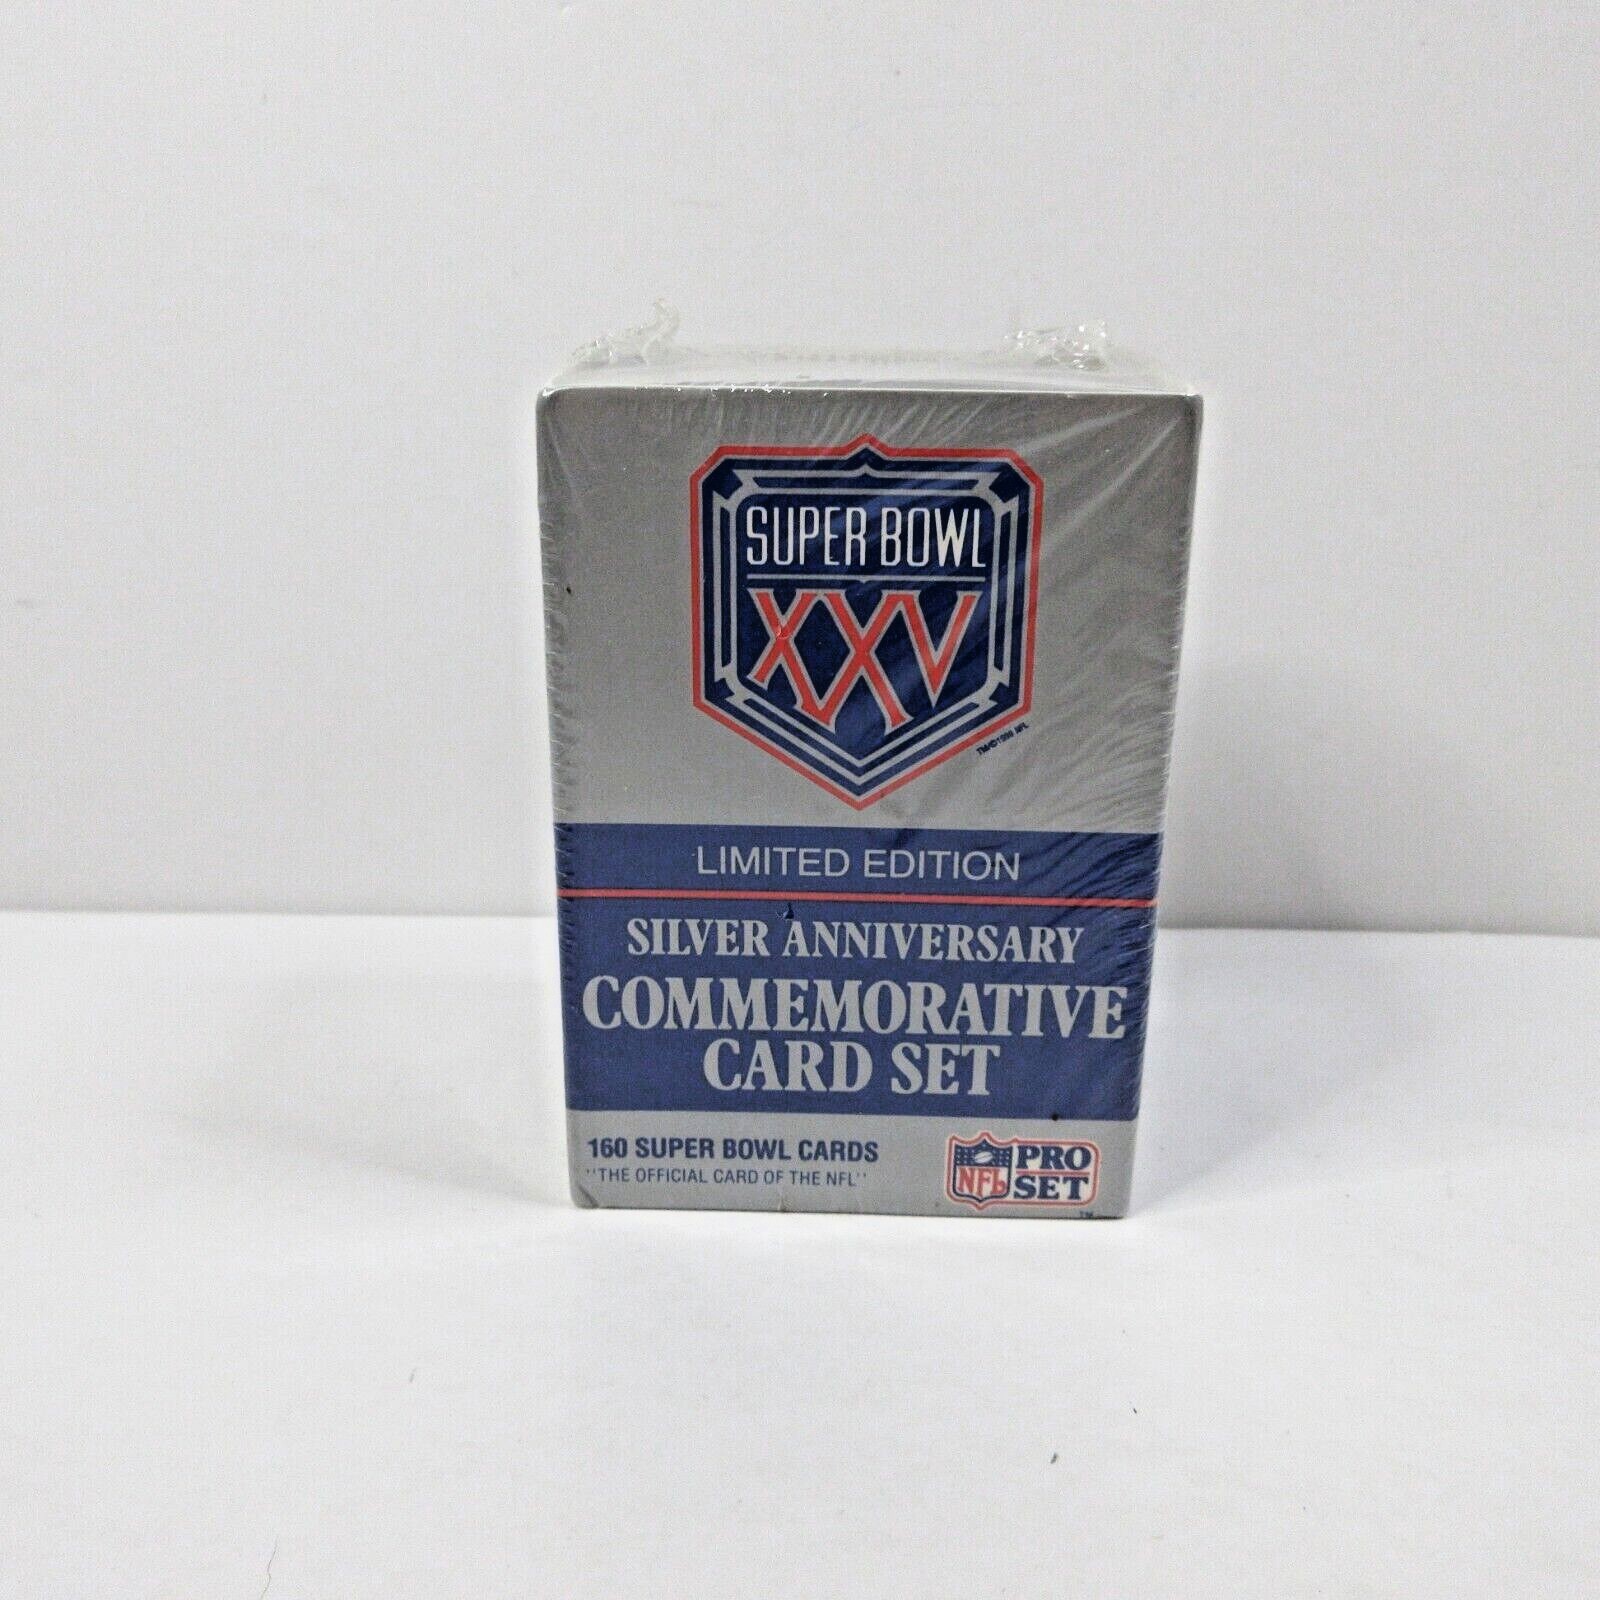 SUPER BOWL
XXV
LIMITED EDITION
SILVER ANNIVERSARY
COMMEMORATIVE
CARD SET
160 SUPER BOWL CARDS
"THE OFFICIAL CARD OF THE NFL"
NFL
PRO
SET
TM